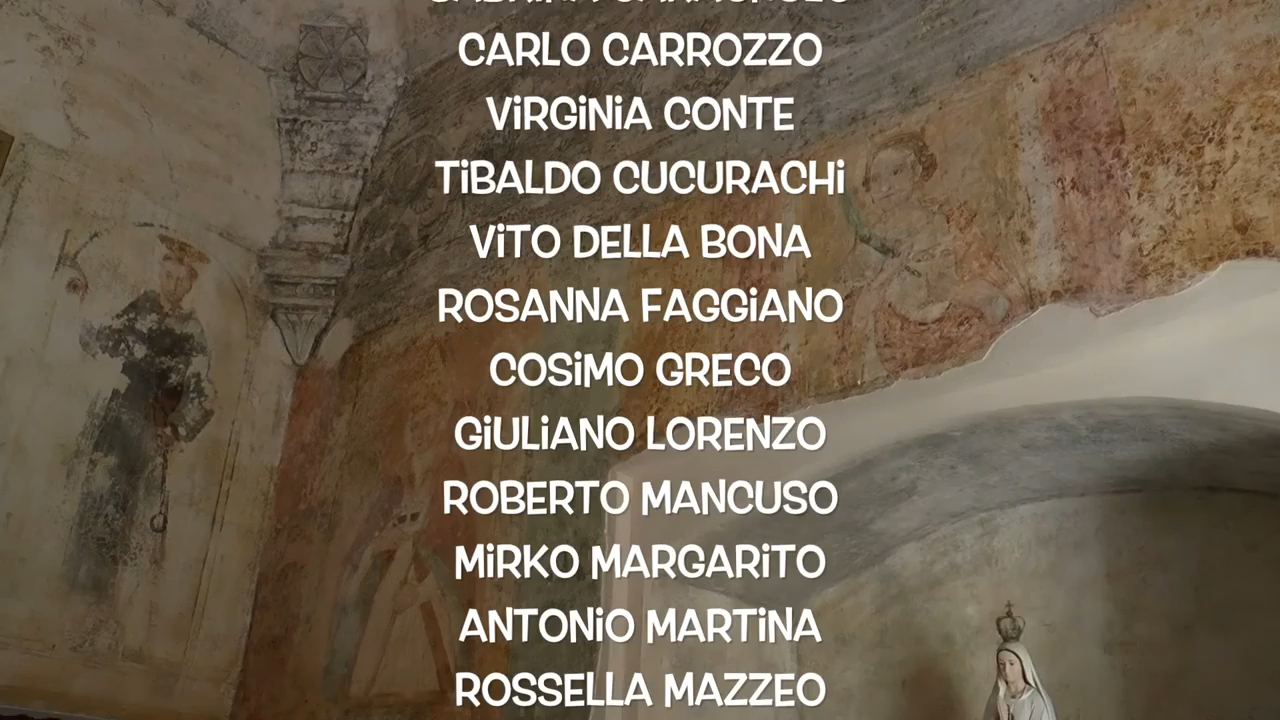 CARLO CARROZZO
ViRGiNiA CONTE
TiBALDO CUCURACHi
ViTO DELLA BONA
ROSANNA FAGGiANO
COSiMO GRECO
GiULiANO LORENZO
ROBERTO MANCUSO
MiRKO MARGARiTO
ANTONiO MARTiNA
ROSSELLA MAZZEO